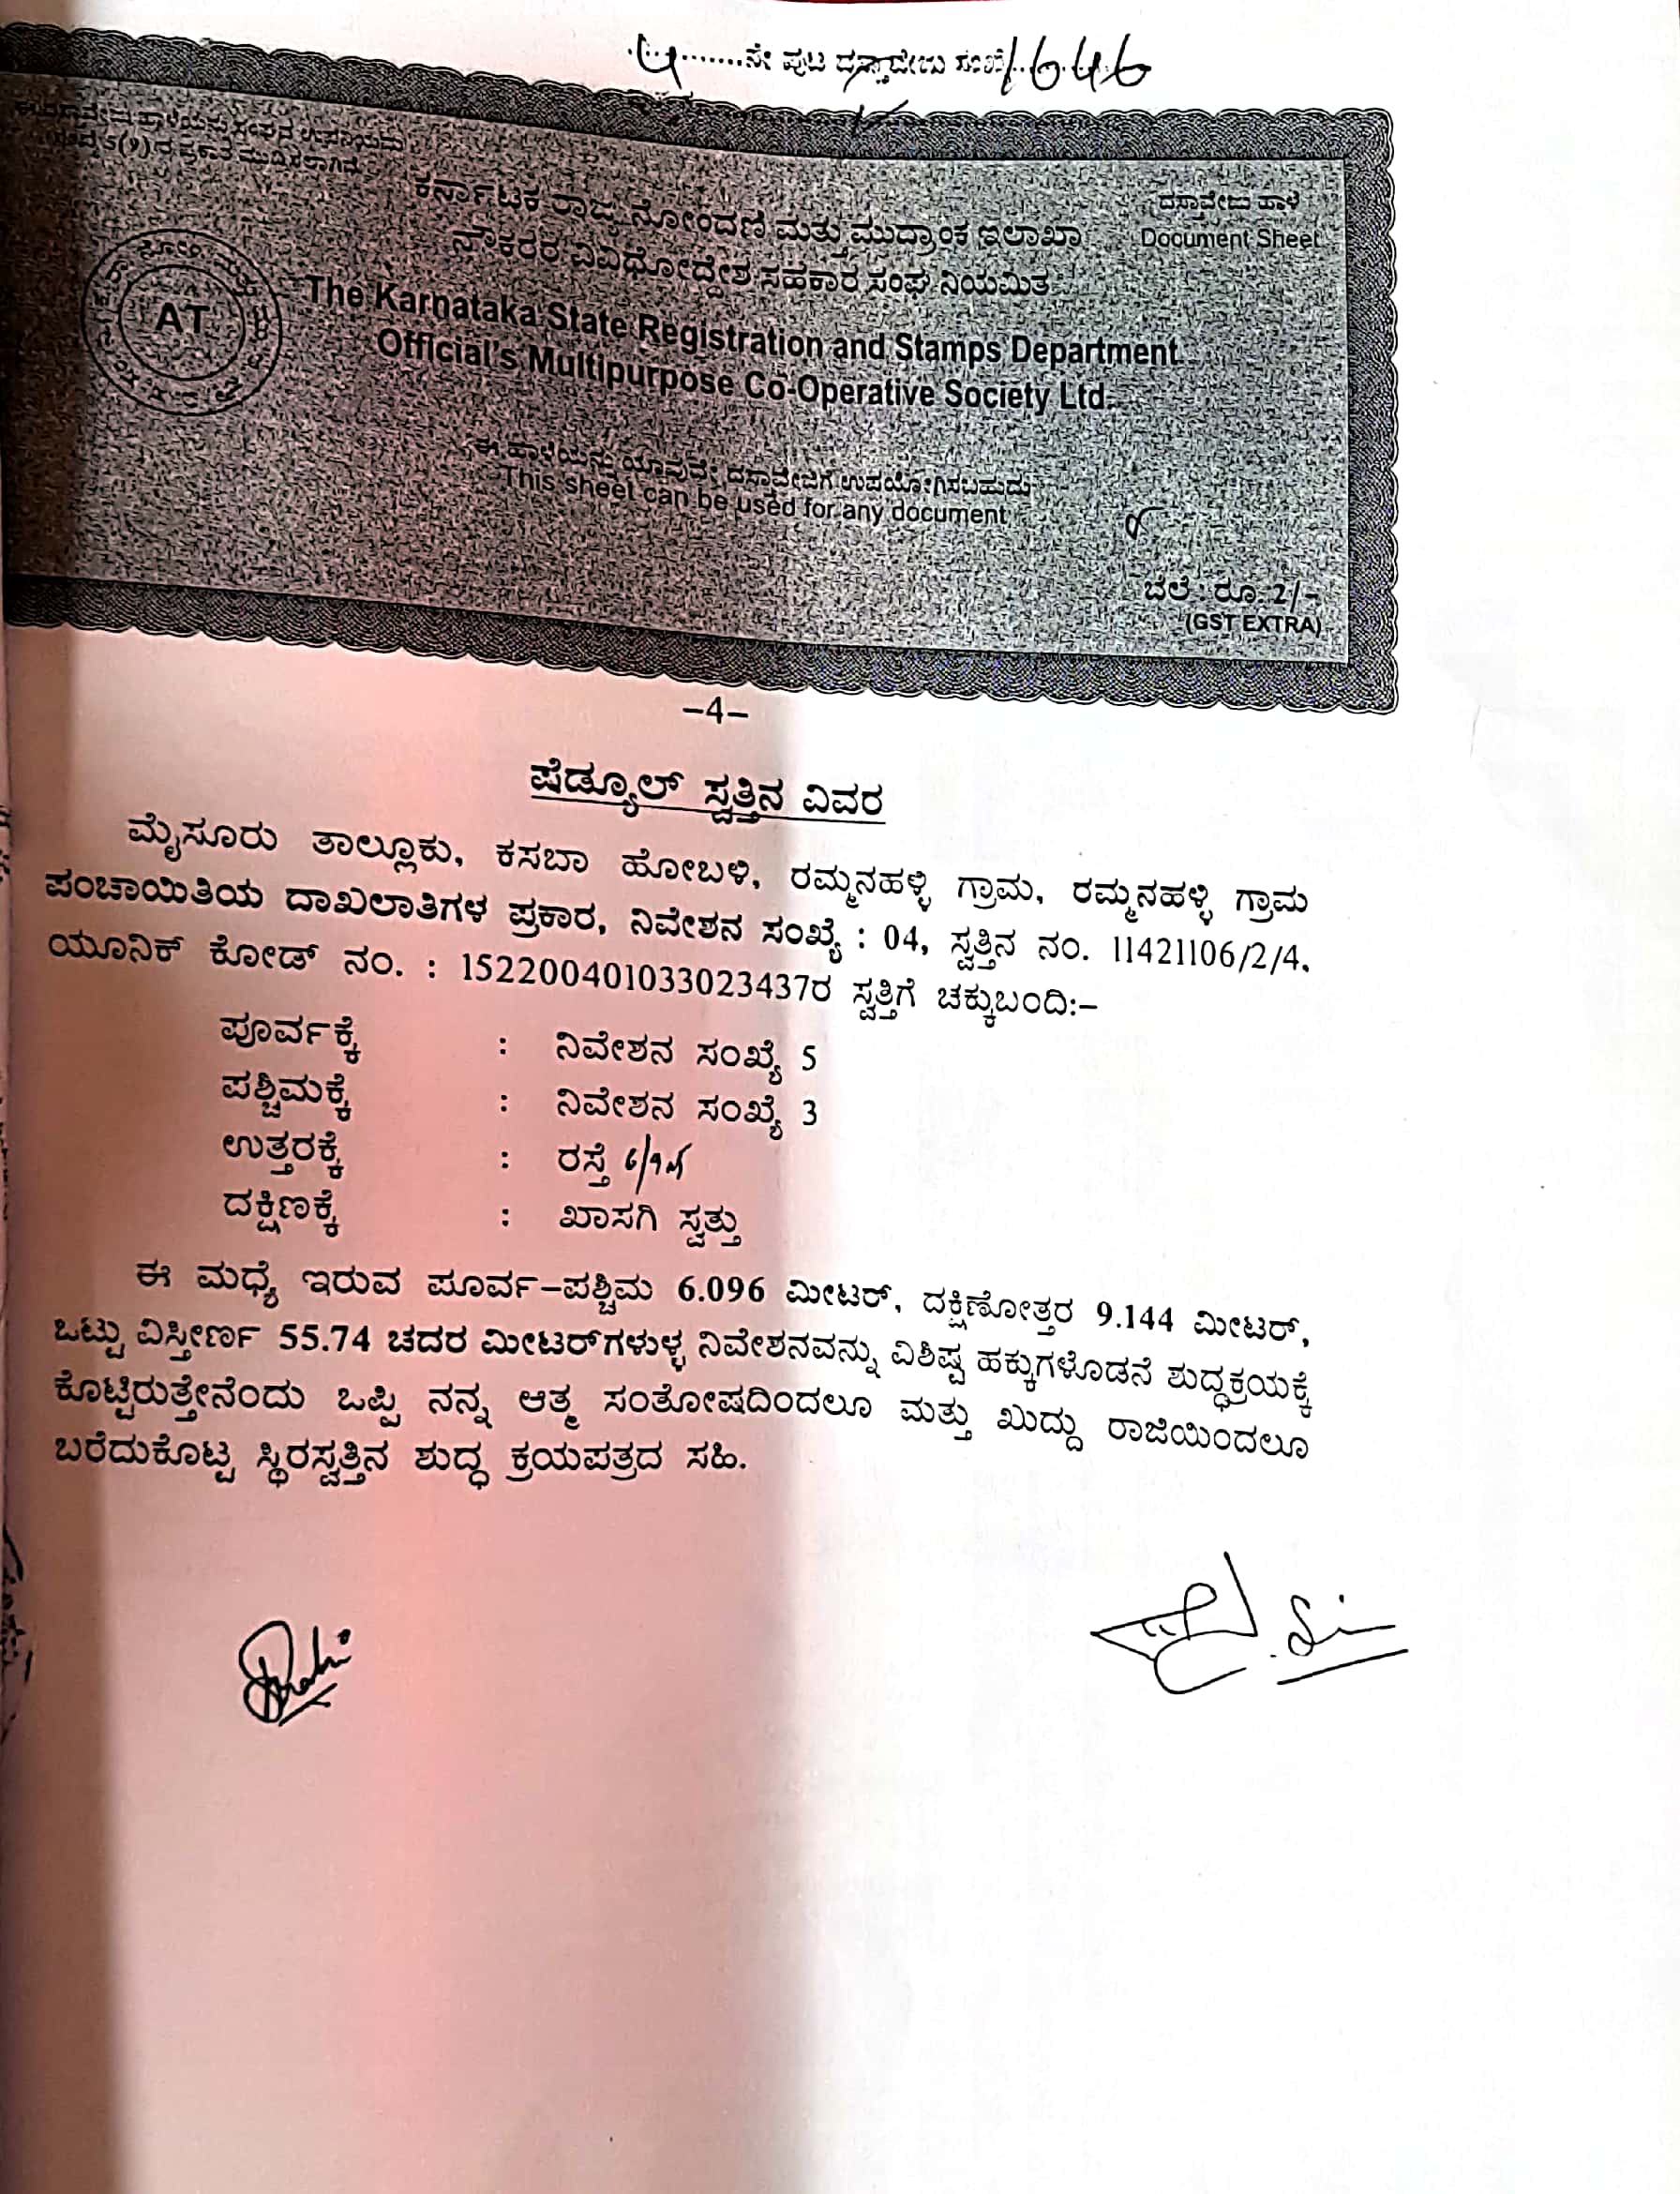 4.......ನೇ ಪುಟ ದಸ್ತಾವೇಜು ಸಂಖ್ಯೆ 1646
5(9)ರ ಪ್ರಕಾರ ಮುದ್ರಿಸಲಾಗಿದೆ.
ದಸ್ತಾವೇಜು ಹಾಳೆ
Document Sheet
ಕರ್ನಾಟಕ ರಾಜ್ಯ ನೋಂದಣಿ ಮತ್ತು ಮುದ್ರಾಂಕ ಇಲಾಖಾ
ನೌಕರರ ವಿವಿಧೋದ್ದೇಶ ಸಹಕಾರ ಸಂಘ ನಿಯಮಿತ
AT
The Karnataka State Registration and Stamps Department
Official's Multipurpose Co-Operative Society Ltd.
ಈ ಹಾಳೆಯನ್ನು ಯಾವುದೇ ದಸ್ತಾವೇಜಿಗೆ ಉಪಯೋಗಿಸಬಹುದು
This sheet can be used for any document
ಬೆಲೆ : ರೂ. 2/-
(GST EXTRA)
–4–
ಷೆಡ್ಯೂಲ್ ಸ್ವತ್ತಿನ ವಿವರ
ಮೈಸೂರು ತಾಲ್ಲೂಕು, ಕಸಬಾ ಹೋಬಳಿ, ರಮ್ಮನಹಳ್ಳಿ ಗ್ರಾಮ, ರಮ್ಮನಹಳ್ಳಿ ಗ್ರಾಮ
ಪಂಚಾಯಿತಿಯ ದಾಖಲಾತಿಗಳ ಪ್ರಕಾರ, ನಿವೇಶನ ಸಂಖ್ಯೆ : 04, ಸ್ವತ್ತಿನ ನಂ. 11421106/2/4,
ಯೂನಿಕ್ ಕೋಡ್ ನಂ. : 152200401033023437ರ ಸ್ವತ್ತಿಗೆ ಚಕ್ಕುಬಂದಿ:–
ಪೂರ್ವಕ್ಕೆ : ನಿವೇಶನ ಸಂಖ್ಯೆ 5
ಪಶ್ಚಿಮಕ್ಕೆ : ನಿವೇಶನ ಸಂಖ್ಯೆ 3
ಉತ್ತರಕ್ಕೆ : ರಸ್ತೆ
ದಕ್ಷಿಣಕ್ಕೆ : ಖಾಸಗಿ ಸ್ವತ್ತು
ಈ ಮಧ್ಯೆ ಇರುವ ಪೂರ್ವ–ಪಶ್ಚಿಮ 6.096 ಮೀಟರ್, ದಕ್ಷಿಣೋತ್ತರ 9.144 ಮೀಟರ್,
ಒಟ್ಟು ವಿಸ್ತೀರ್ಣ 55.74 ಚದರ ಮೀಟರ್‌ಗಳುಳ್ಳ ನಿವೇಶನವನ್ನು ವಿಶಿಷ್ಟ ಹಕ್ಕುಗಳೊಡನೆ ಶುದ್ಧಕ್ರಯಕ್ಕೆ
ಕೊಟ್ಟಿರುತ್ತೇನೆಂದು ಒಪ್ಪಿ ನನ್ನ ಆತ್ಮ ಸಂತೋಷದಿಂದಲೂ ಮತ್ತು ಖುದ್ದು ರಾಜಿಯಿಂದಲೂ
ಬರೆದುಕೊಟ್ಟ ಸ್ಥಿರಸ್ವತ್ತಿನ ಶುದ್ಧ ಕ್ರಯಪತ್ರದ ಸಹಿ.